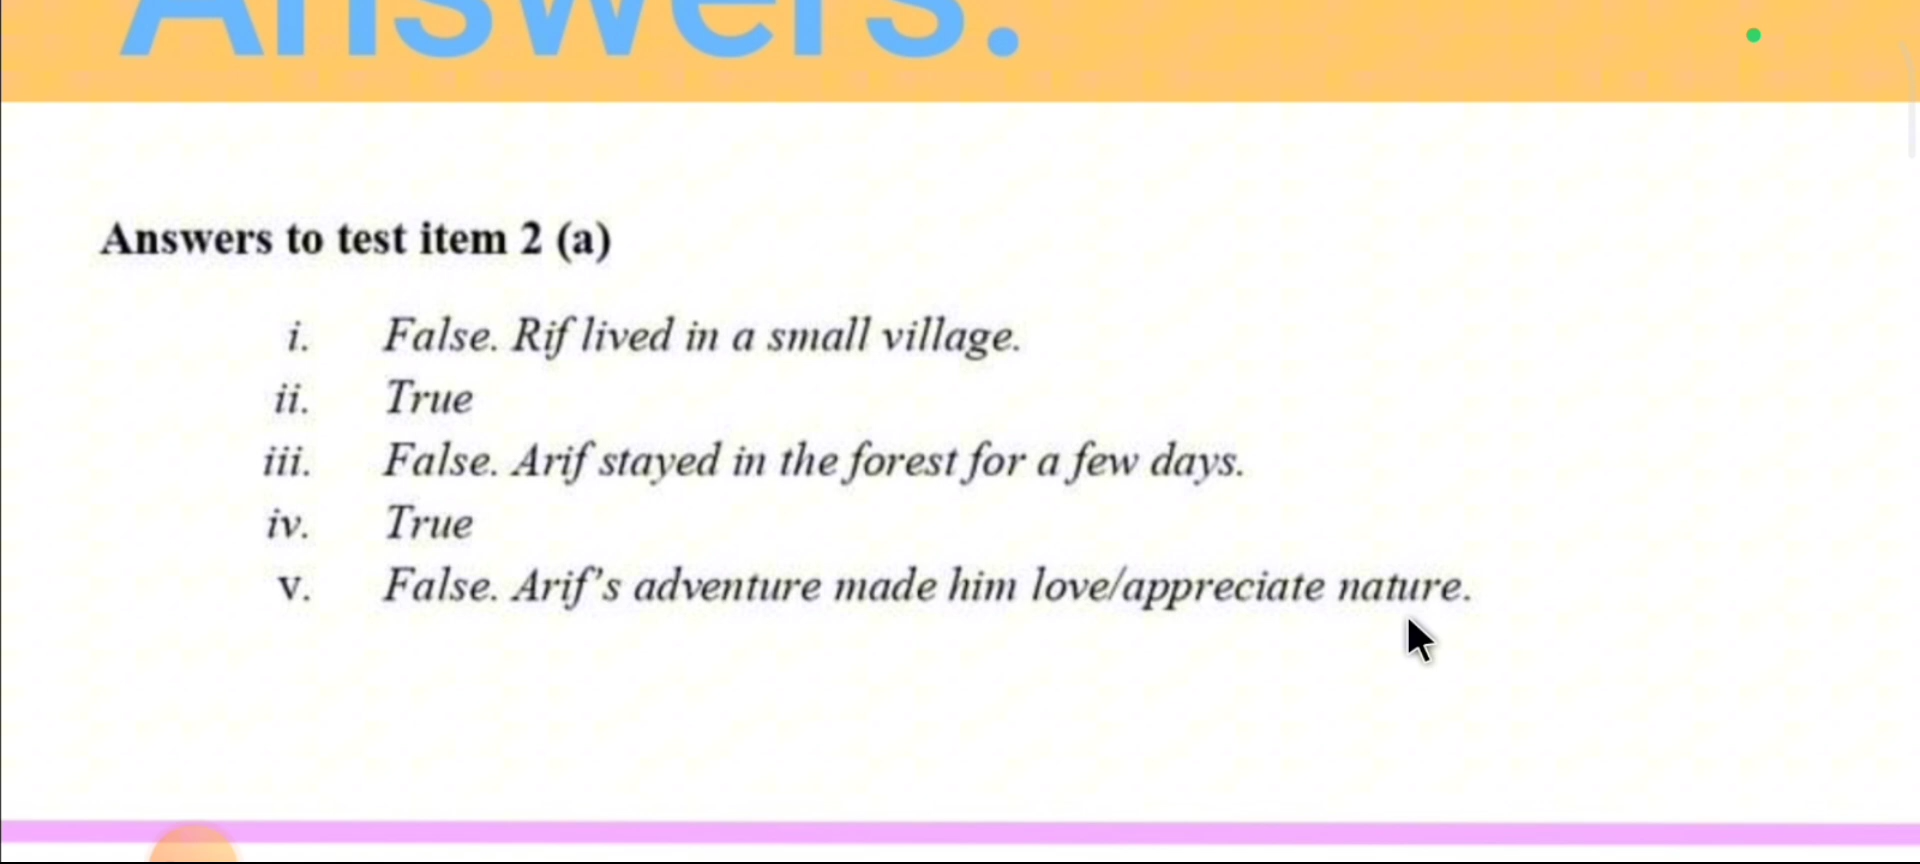 Answers:
Answers to test item 2 (a)
i. False. Rif lived in a small village.
ii. True
iii. False. Arif stayed in the forest for a few days.
iv. True
v. False. Arif's adventure made him love/appreciate nature.